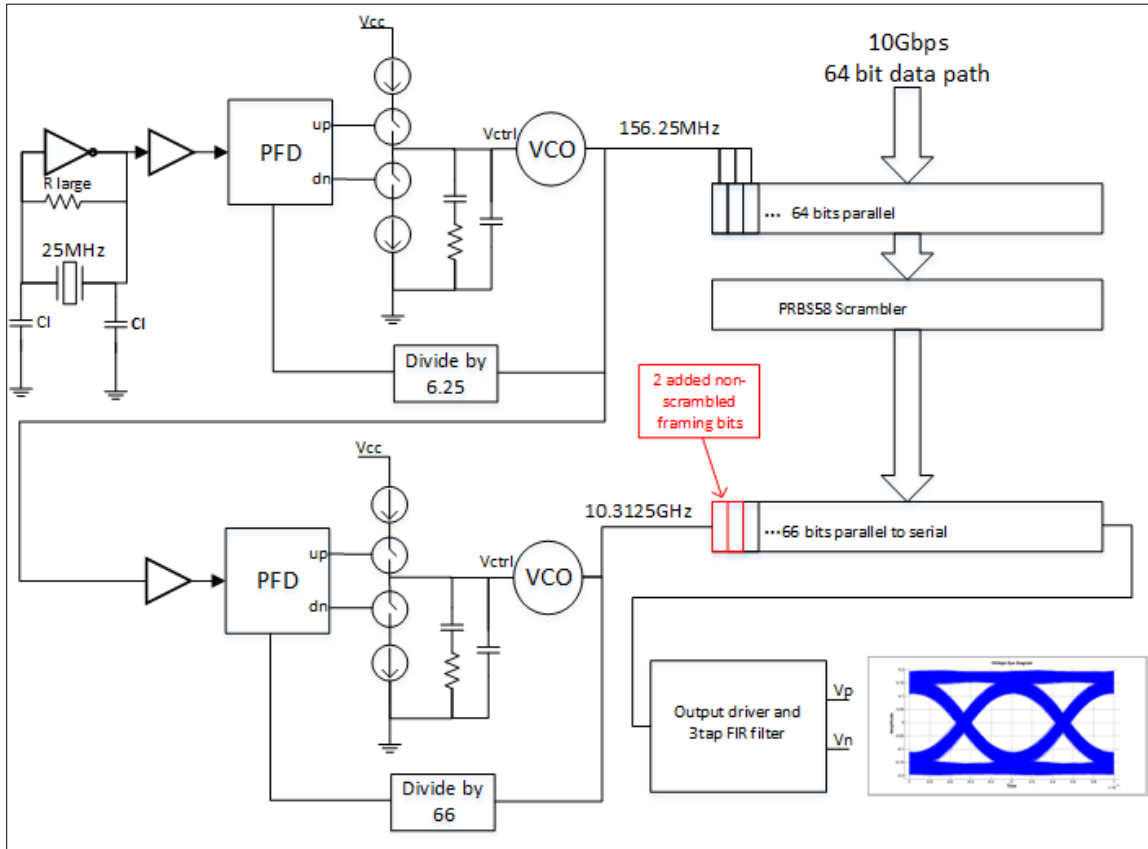 Vcc
10Gbps
64 bit data path
up
PFD
dn
Vctrl
VCO
156.25MHz
R large
25MHz
Cl
Cl
... 64 bits parallel
PRBS58 Scrambler
Divide by
6.25
2 added non-
scrambled
framing bits
Vcc
10.3125GHz
...66 bits parallel to serial
up
PFD
dn
Vctrl
VCO
Divide by
66
Output driver and
3tap FIR filter
Vp
Vn
Time